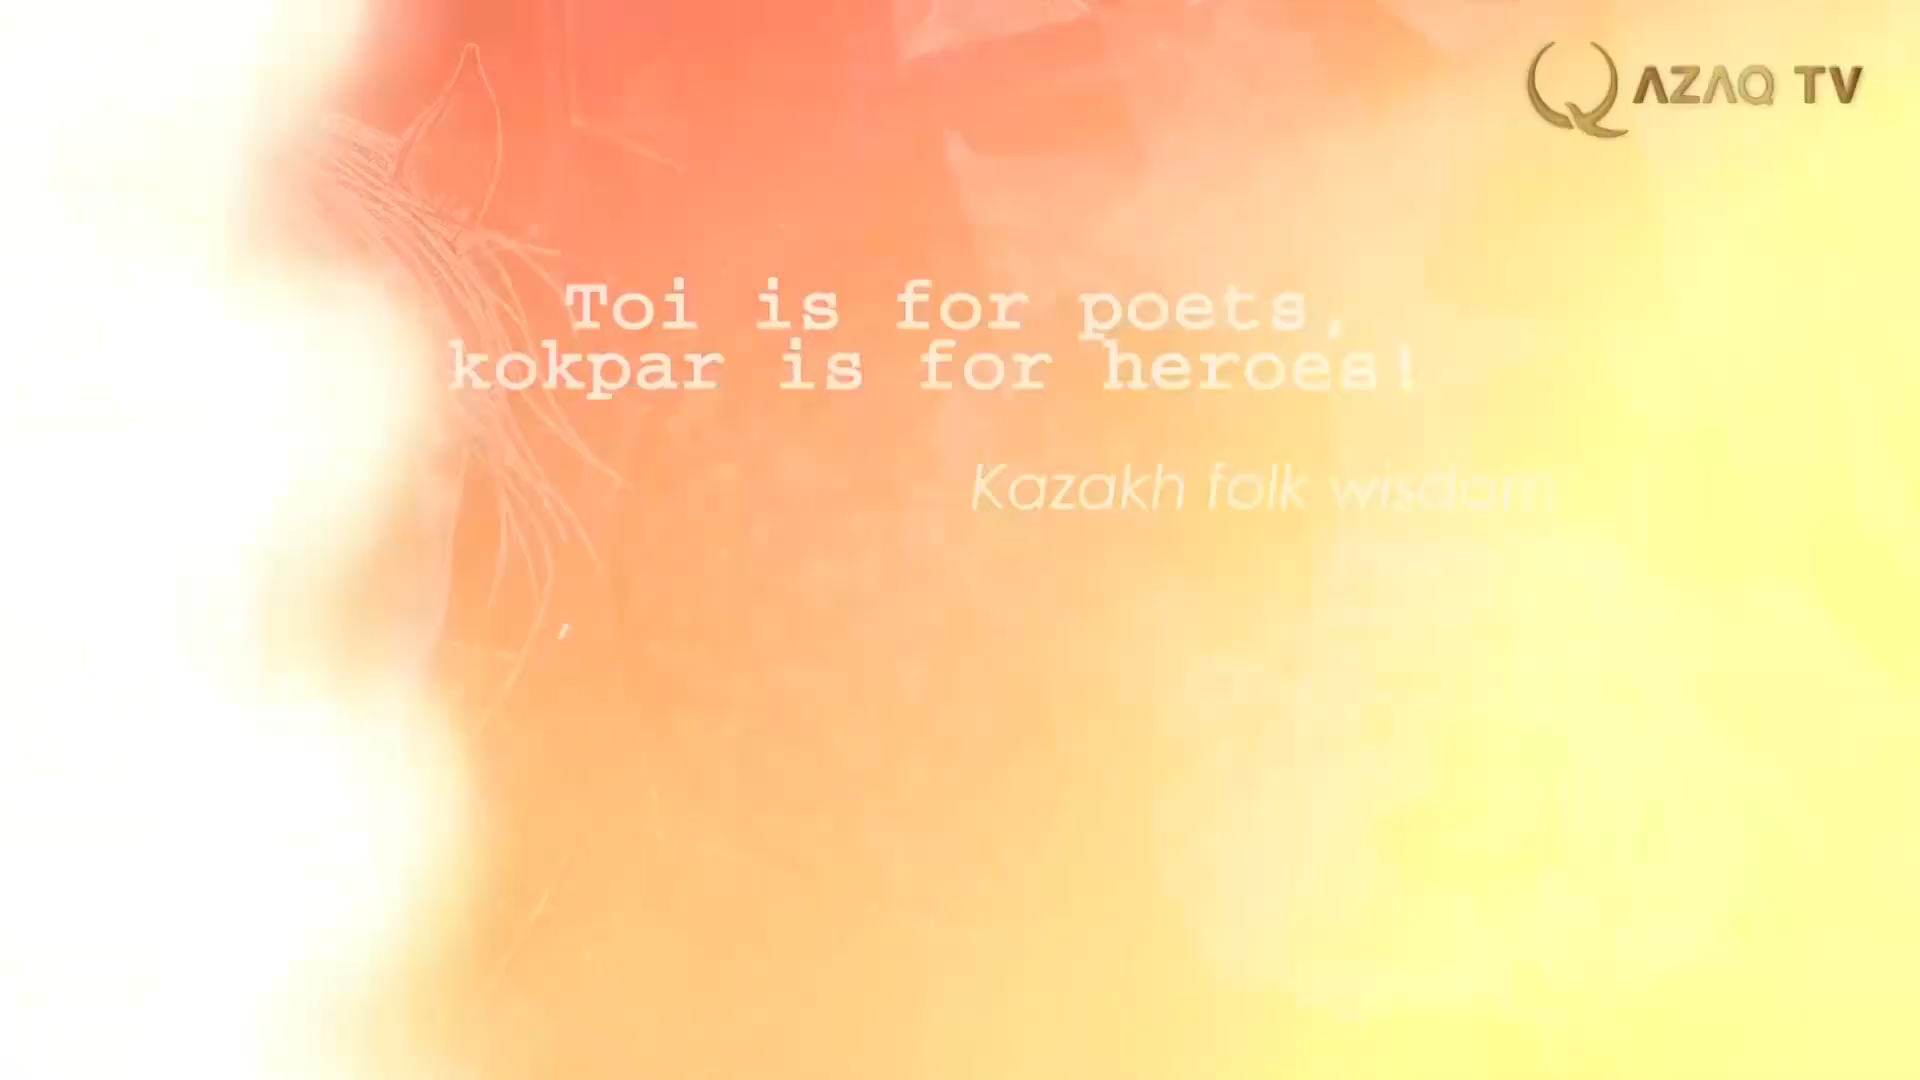 QAZAQ TV
Toi is for poets,
kokpar is for heroes!
Kazakh folk wisdom
,